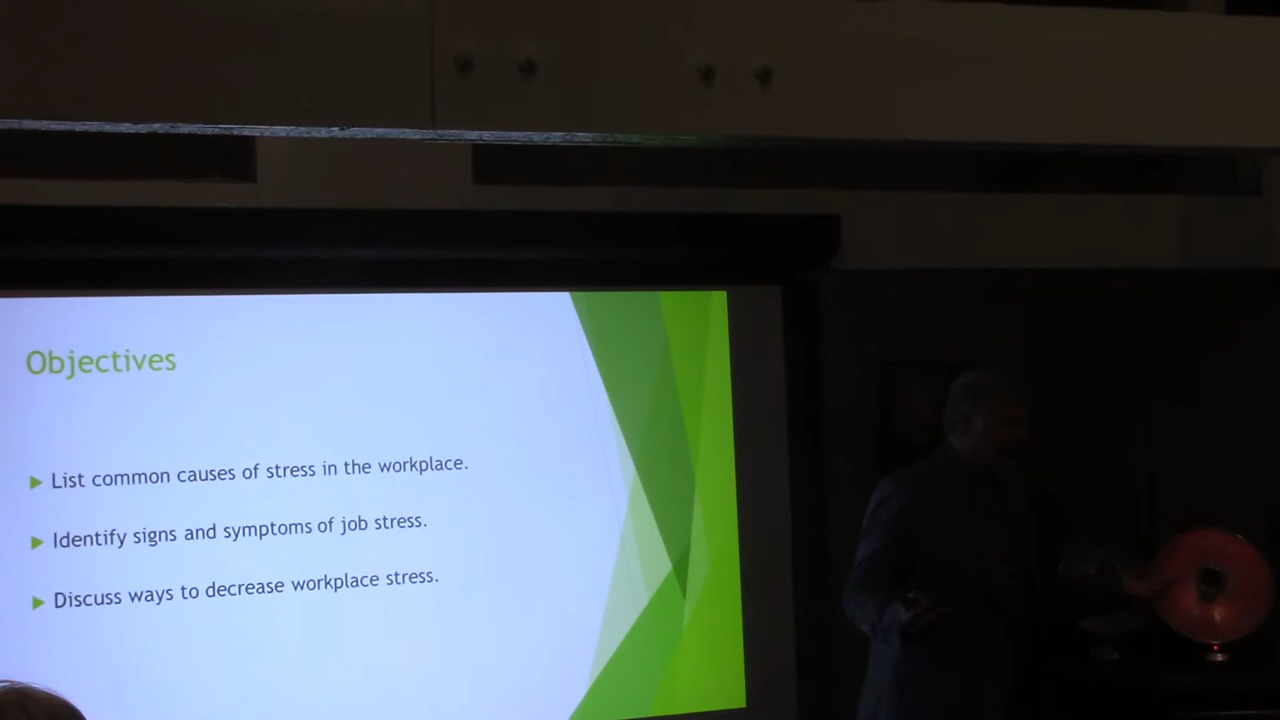 Objectives
List common causes of stress in the workplace.
Identify signs and symptoms of job stress.
Discuss ways to decrease workplace stress.